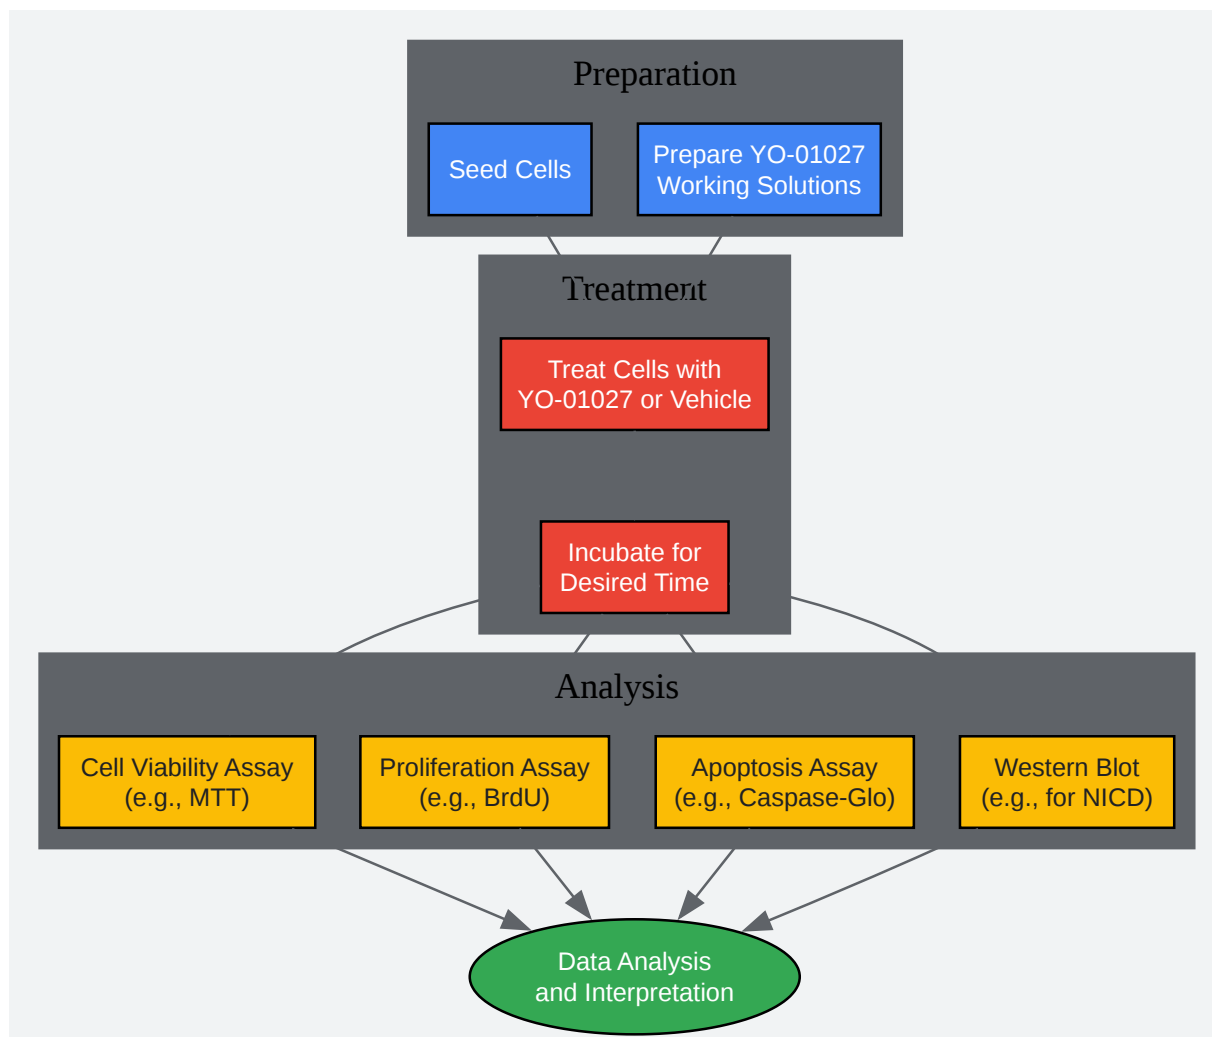 Preparation
Seed Cells
Prepare YO-01027
Working Solutions
Treatment
Treat Cells with
YO-01027 or Vehicle
Incubate for
Desired Time
Analysis
Cell Viability Assay
(e.g., MTT)
Proliferation Assay
(e.g., BrdU)
Apoptosis Assay
(e.g., Caspase-Glo)
Western Blot
(e.g., for NICD)
Data Analysis
and Interpretation